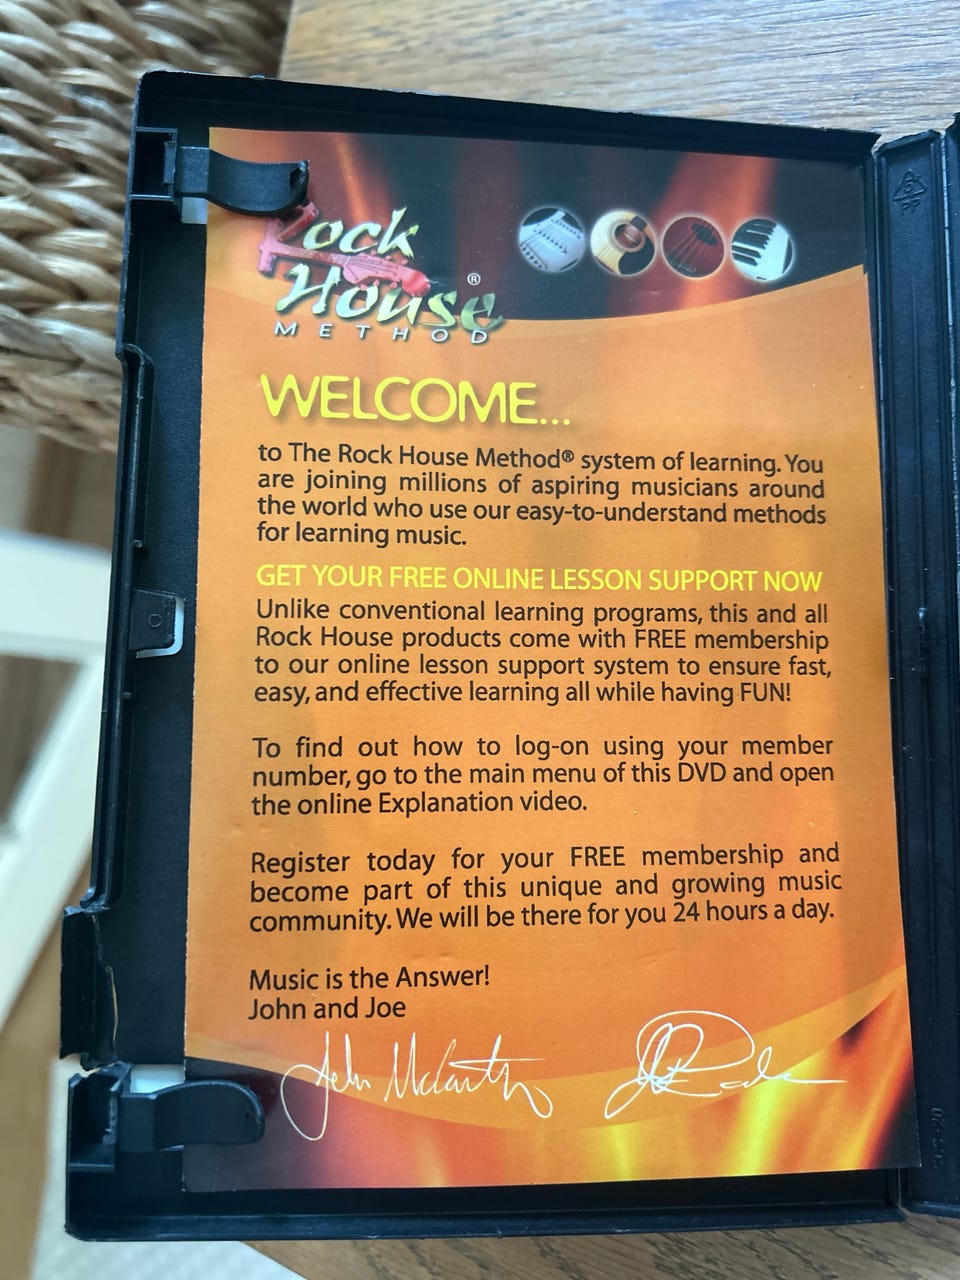 Rock
House®
METHOD
WELCOME...
to The Rock House Method® system of learning. You
are joining millions of aspiring musicians around
the world who use our easy-to-understand methods
for learning music.
GET YOUR FREE ONLINE LESSON SUPPORT NOW
Unlike conventional learning programs, this and all
Rock House products come with FREE membership
to our online lesson support system to ensure fast,
easy, and effective learning all while having FUN!
To find out how to log-on using your member
number, go to the main menu of this DVD and open
the online Explanation video.
Register today for your FREE membership and
become part of this unique and growing music
community. We will be there for you 24 hours a day.
Music is the Answer!
John and Joe
John McCarthy
5
PP